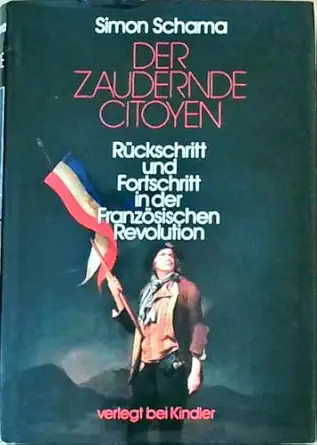 Simon Schama
DER
ZAUDERNDE
CITOYEN
Rückschritt
und
Fortschritt
in der
Französischen
Revolution
verlegt bei Kindler